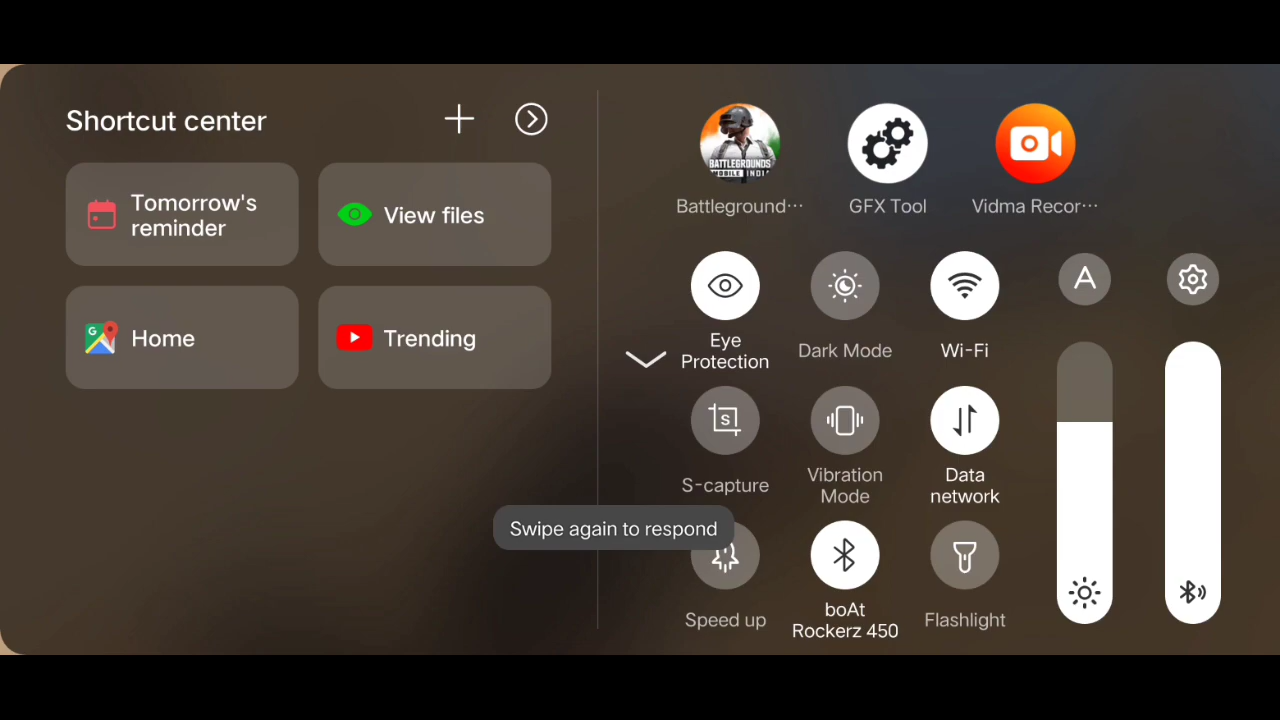 Shortcut center
Tomorrow's
reminder
View files
Home
Trending
BATTLEGROUNDS
MOBILE INDIA
Battleground···
GFX Tool
Vidma Recor···
A
Eye
Protection
Dark Mode
Wi-Fi
S
S-capture
Vibration
Mode
Data
network
Swipe again to respond
Speed up
boAt
Rockerz 450
Flashlight